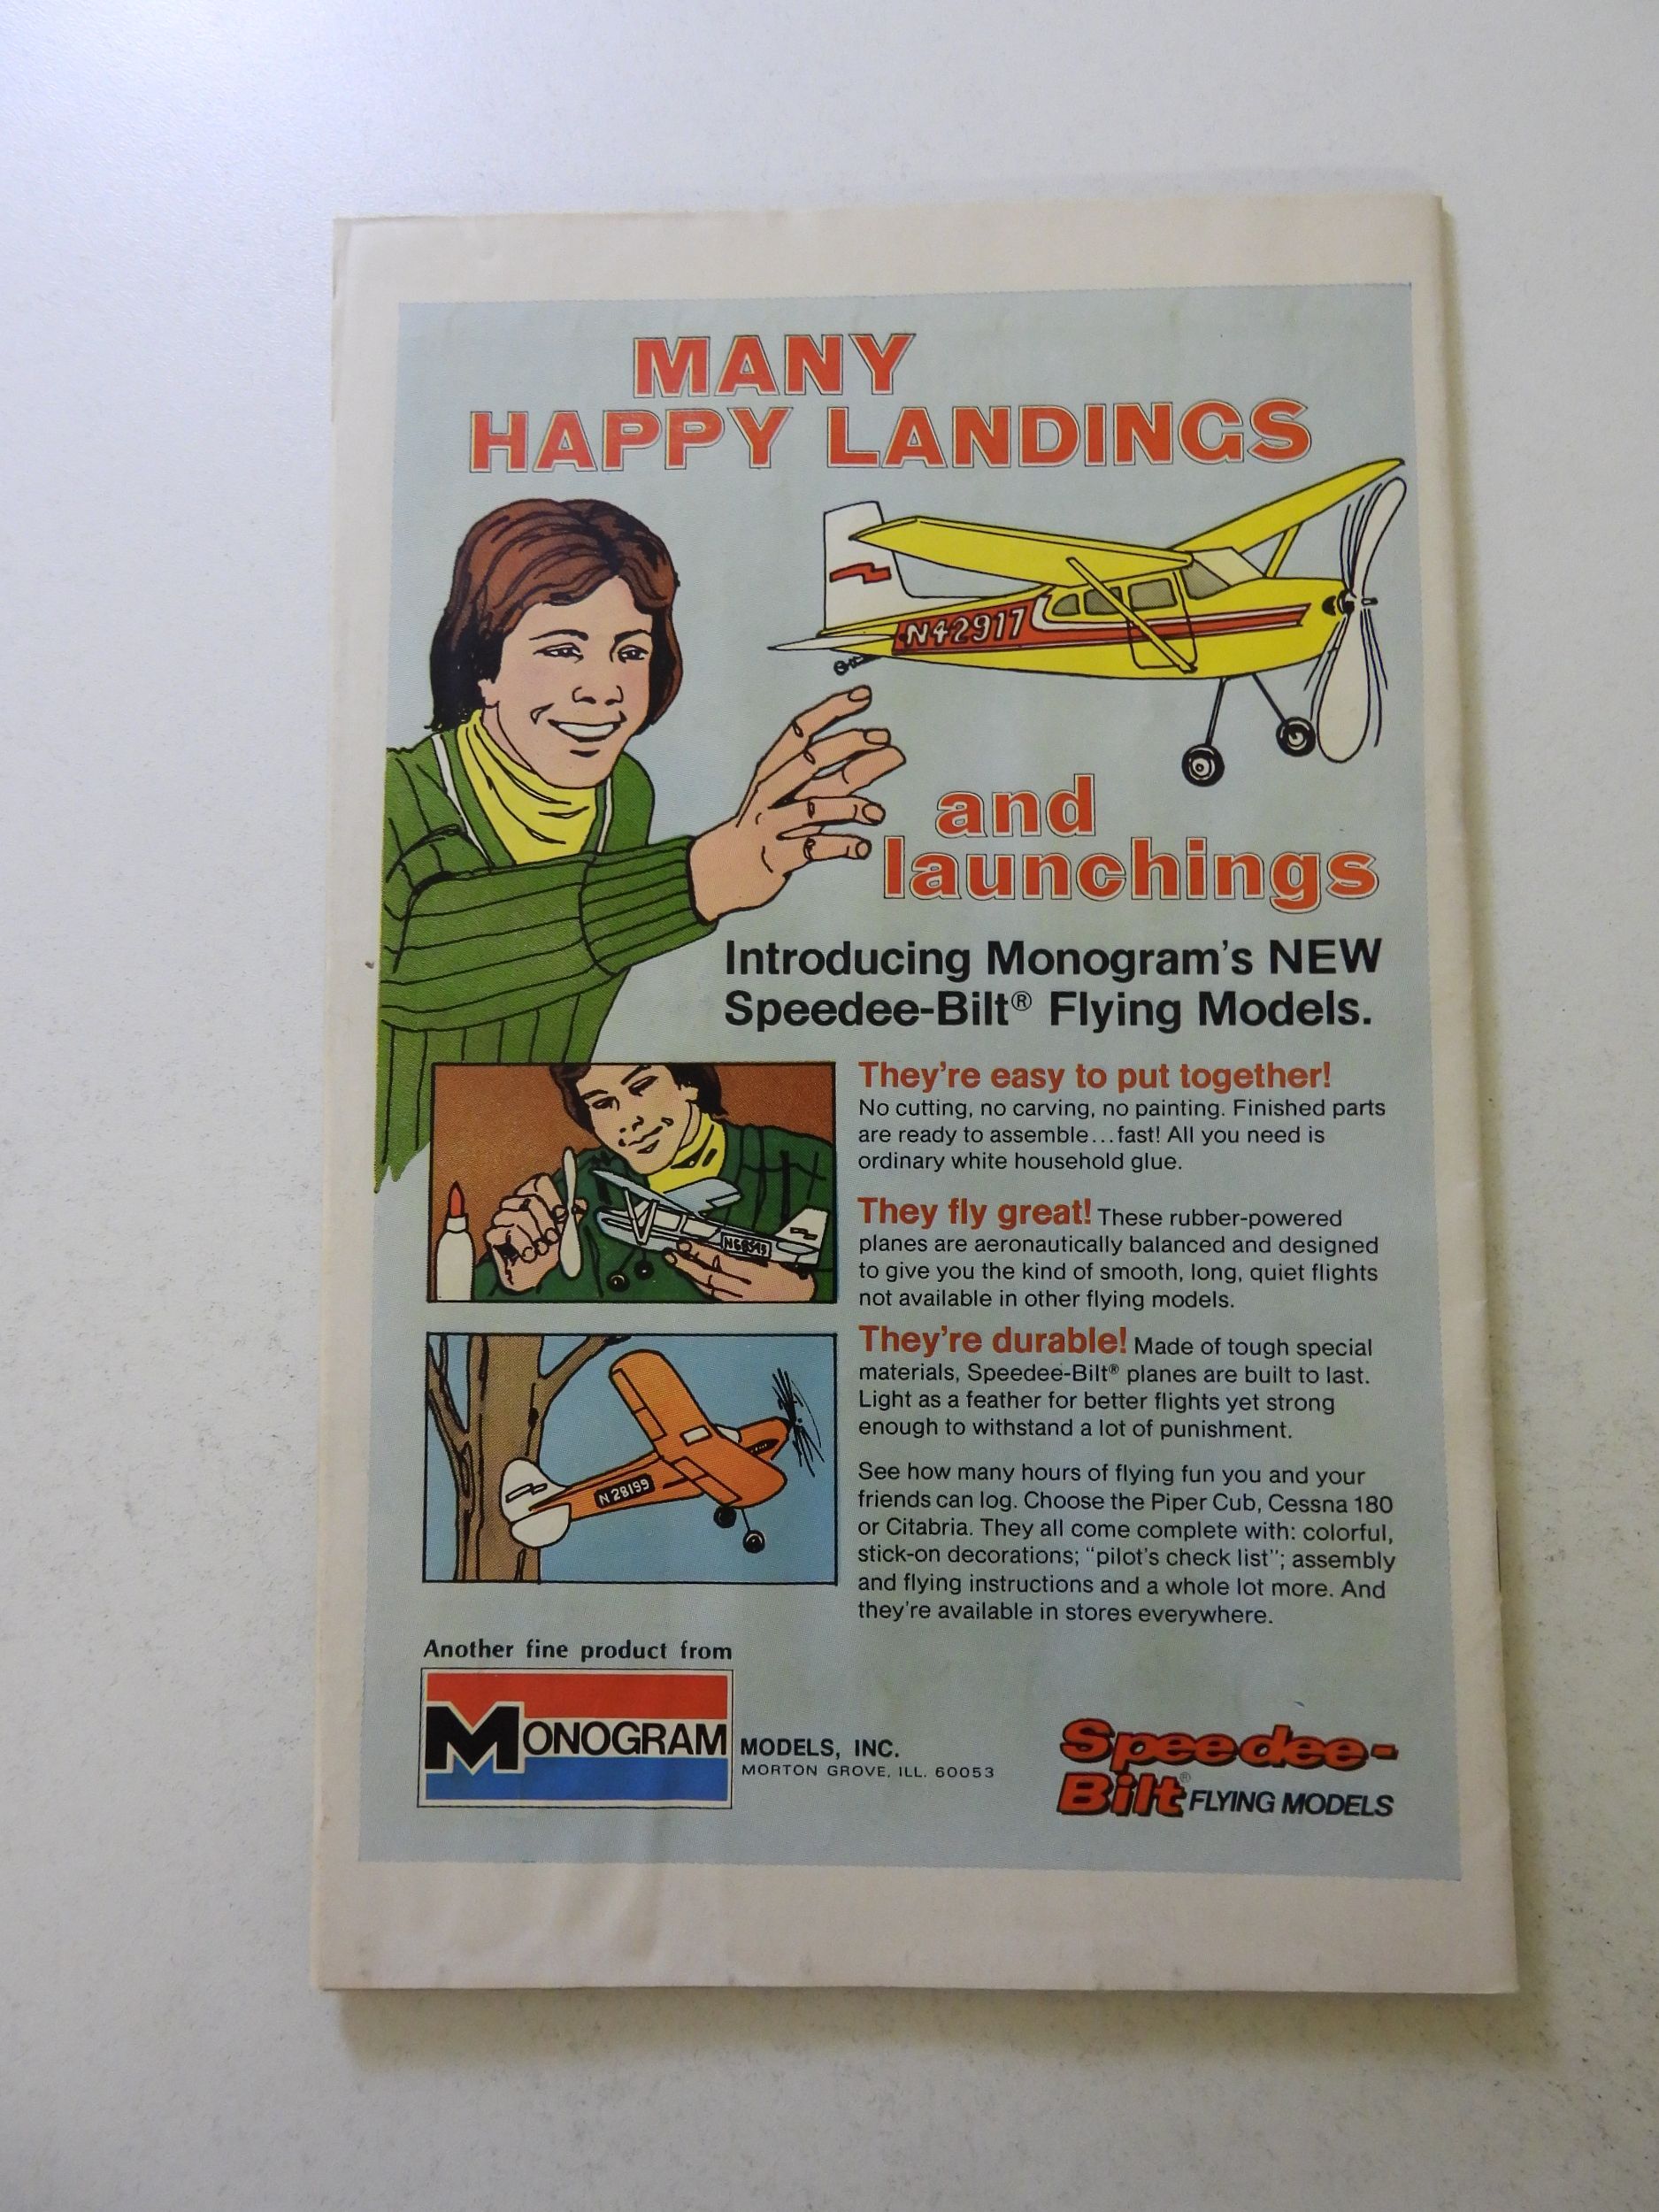 MANY
HAPPY LANDINGS
N42917
and
launchings
Introducing Monogram's NEW
Speedee-Bilt® Flying Models.
They're easy to put together!
No cutting, no carving, no painting. Finished parts
are ready to assemble...fast! All you need is
ordinary white household glue.
They fly great! These rubber-powered
planes are aeronautically balanced and designed
to give you the kind of smooth, long, quiet flights
not available in other flying models.
They're durable! Made of tough special
materials, Speedee-Bilt® planes are built to last.
Light as a feather for better flights yet strong
enough to withstand a lot of punishment.
N28199
See how many hours of flying fun you and your
friends can log. Choose the Piper Cub, Cessna 180
or Citabria. They all come complete with: colorful,
stick-on decorations; "pilot's check list"; assembly
and flying instructions and a whole lot more. And
they're available in stores everywhere.
Another fine product from
MONOGRAM MODELS, INC.
MORTON GROVE, ILL. 60053
Speedee-
Bilt® FLYING MODELS